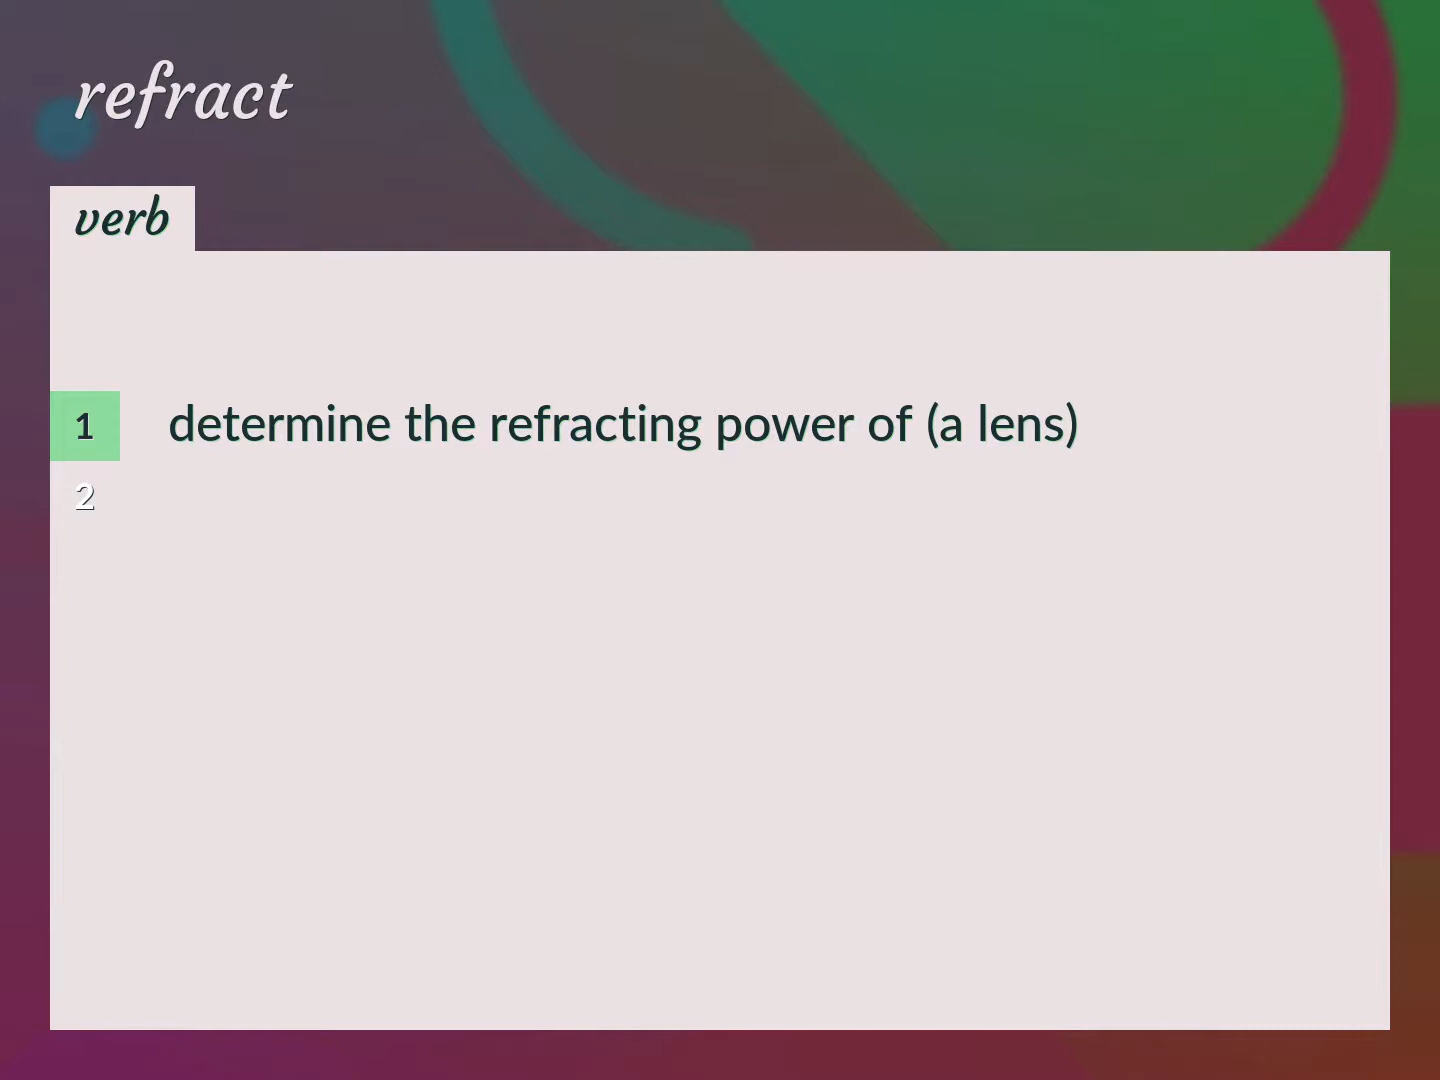 refract
verb
1 determine the refracting power of (a lens)
2